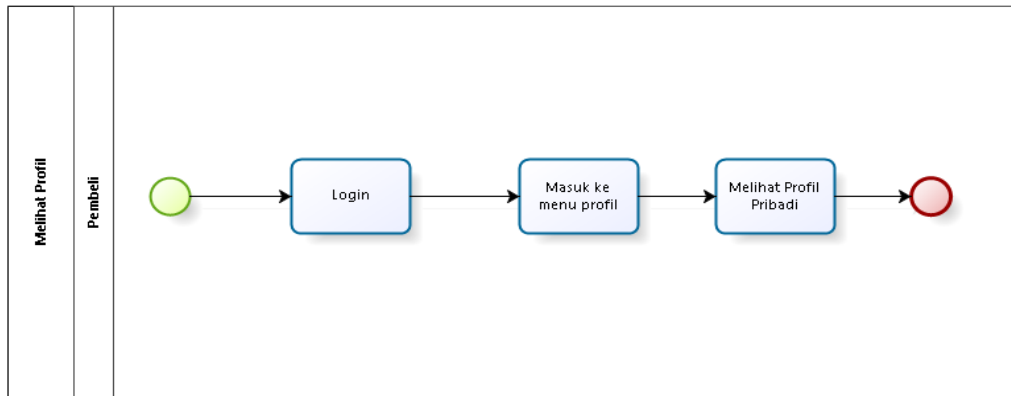 Melihat Profil
Pembeli
Login
Masuk ke
menu profil
Melihat Profil
Pribadi